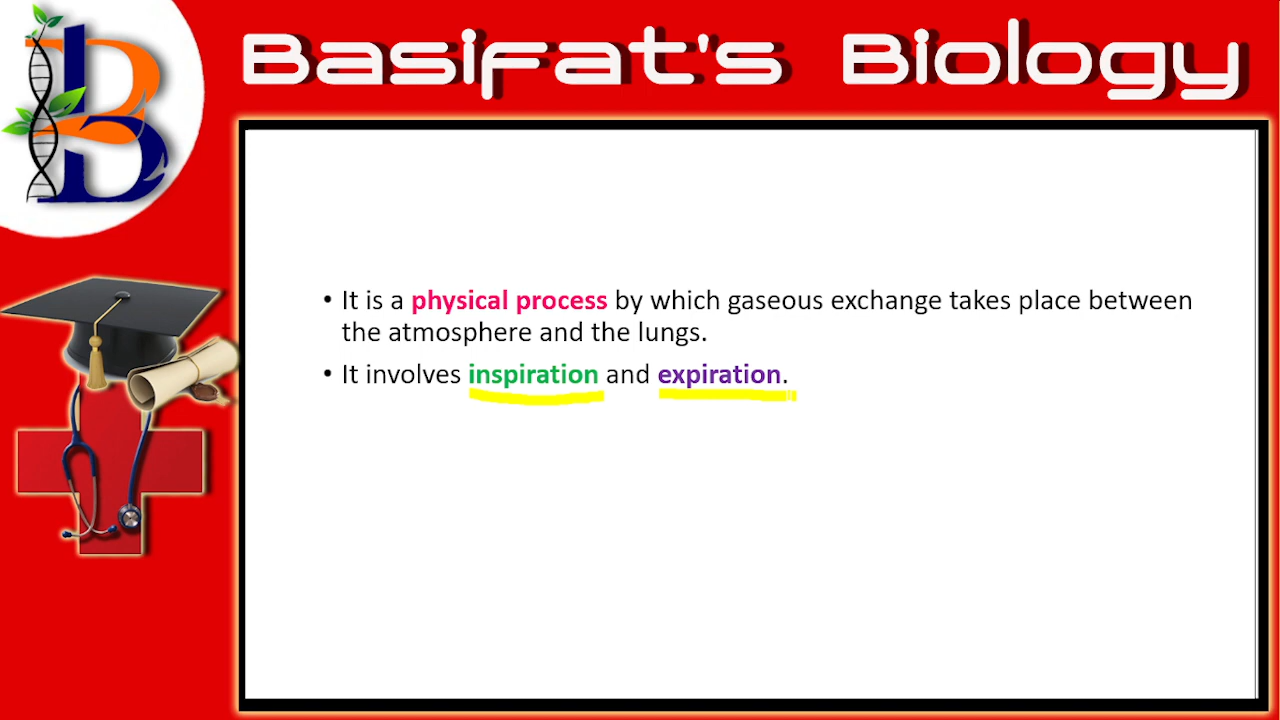 Basifat's Biology
• It is a physical process by which gaseous exchange takes place between
the atmosphere and the lungs.
• It involves inspiration and expiration.